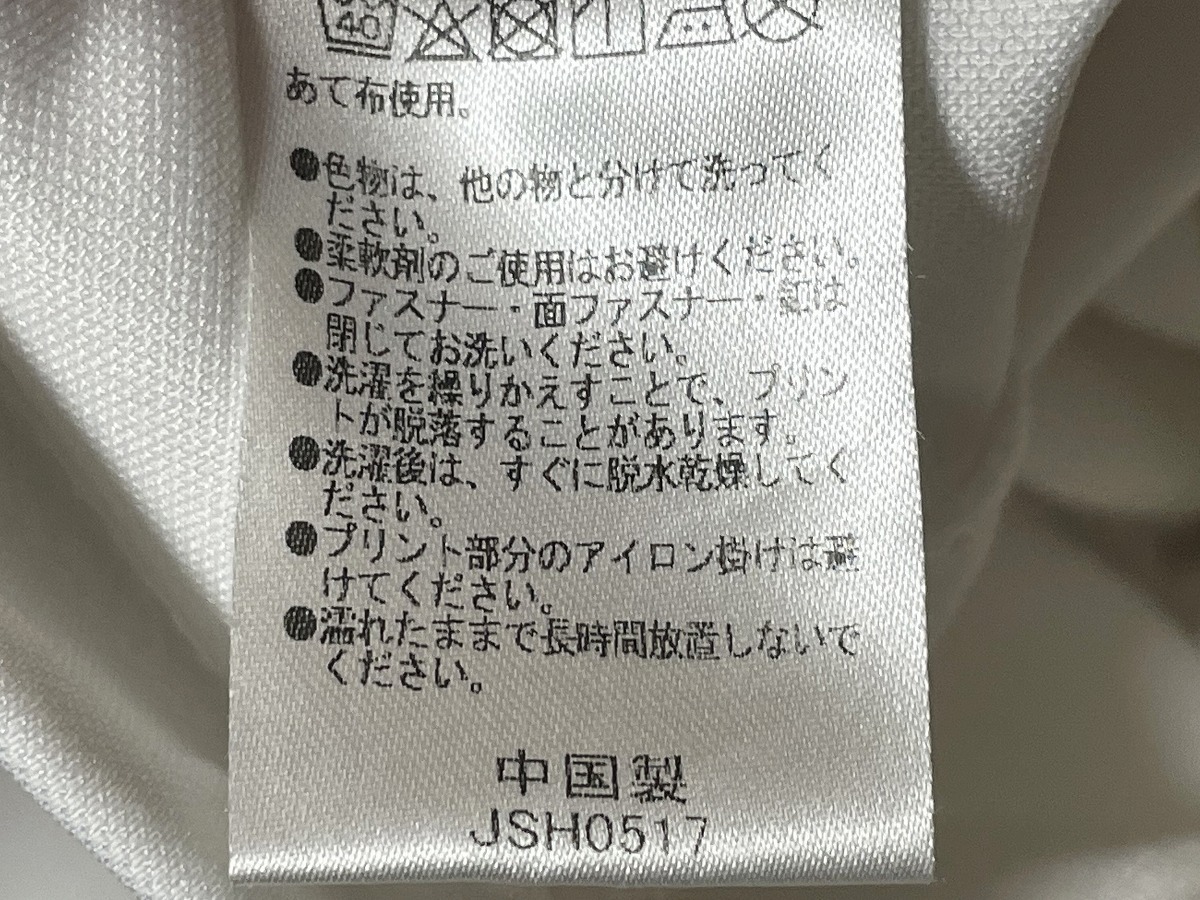 40
あて布使用。
●色物は、他の物と分けて洗ってく
ださい。
●柔軟剤のご使用はお避けください。
●ファスナー・面ファスナー・釦は
閉じてお洗いください。
●洗濯を繰りかえすことで、プリン
トが脱落することがあります。
●洗濯後は、すぐに脱水乾燥してく
ださい。
●プリント部分のアイロン掛けは避
けてください。
●濡れたままで長時間放置しないで
ください。
中国製
JSH0517